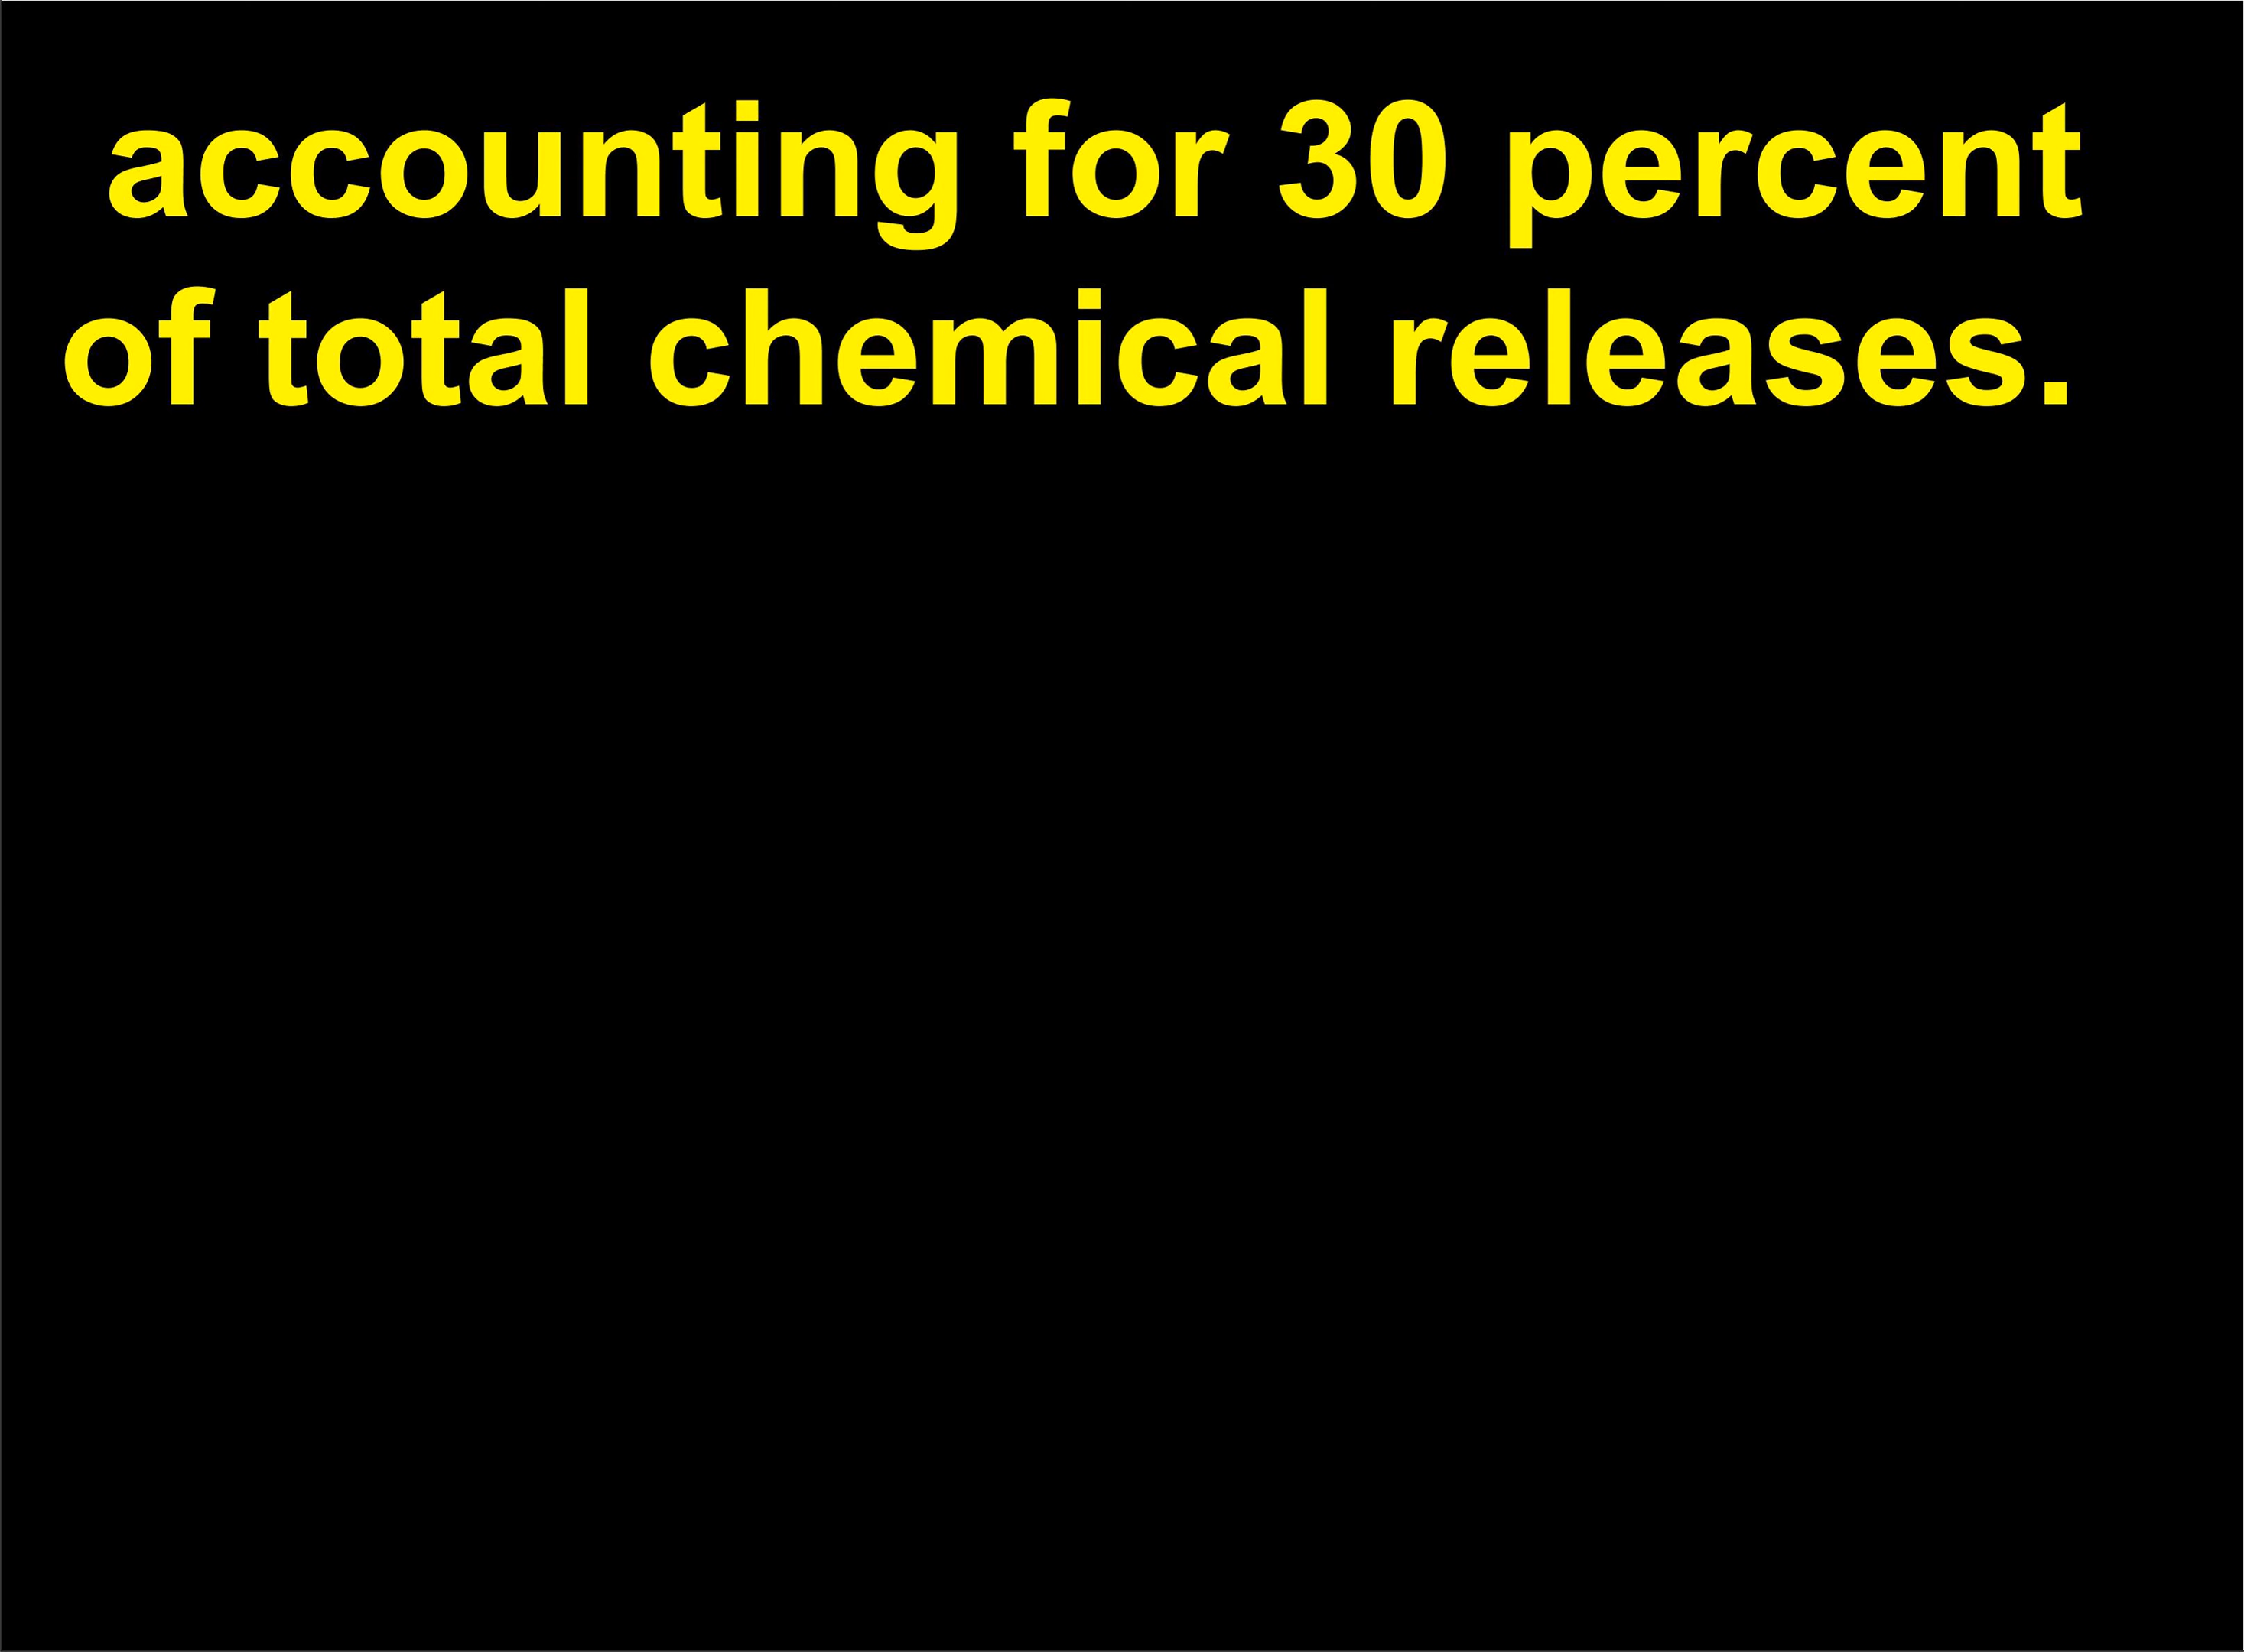 accounting for 30 percent
of total chemical releases.